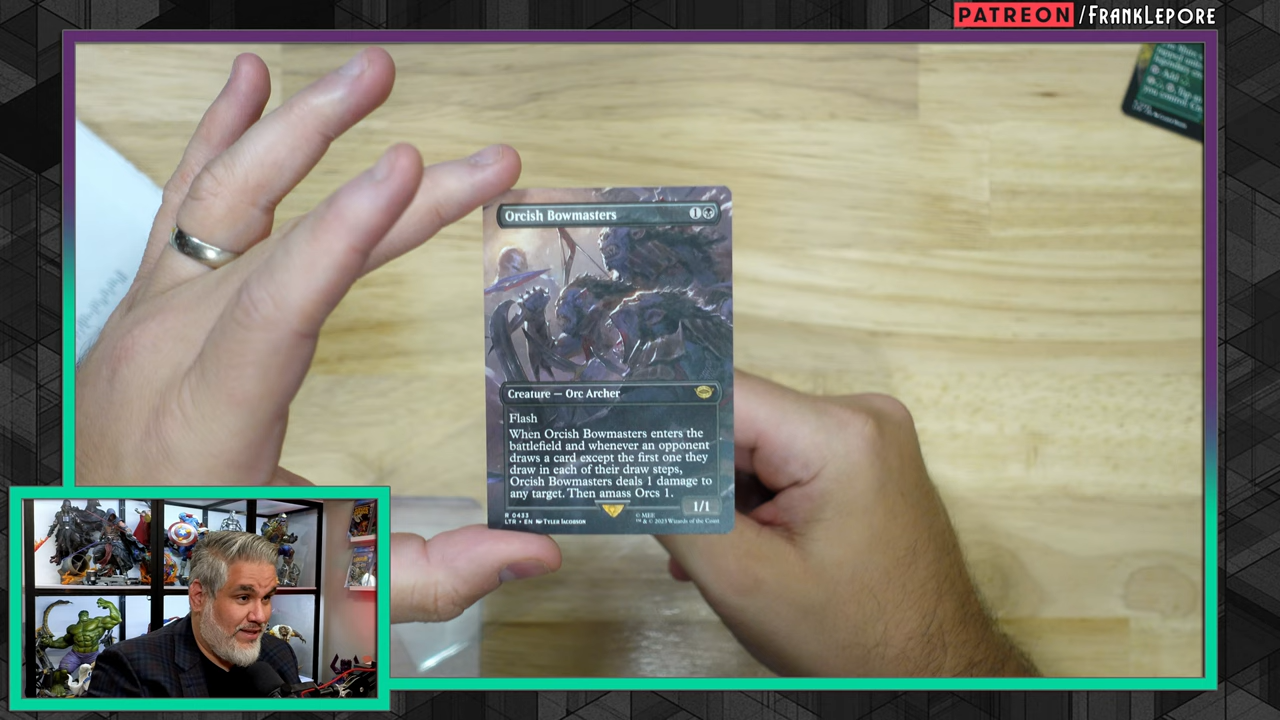 PATREON /FrankLepore
Orcish Bowmasters 1
Creature — Orc Archer
Flash
When Orcish Bowmasters enters the
battlefield and whenever an opponent
draws a card except the first one they
draw in each of their draw steps,
Orcish Bowmasters deals 1 damage to
any target. Then amass Orcs 1.
1/1
R 0433
LTR • EN Tyler Jacobson
© MEE
™ & © 2023 Wizards of the Coast